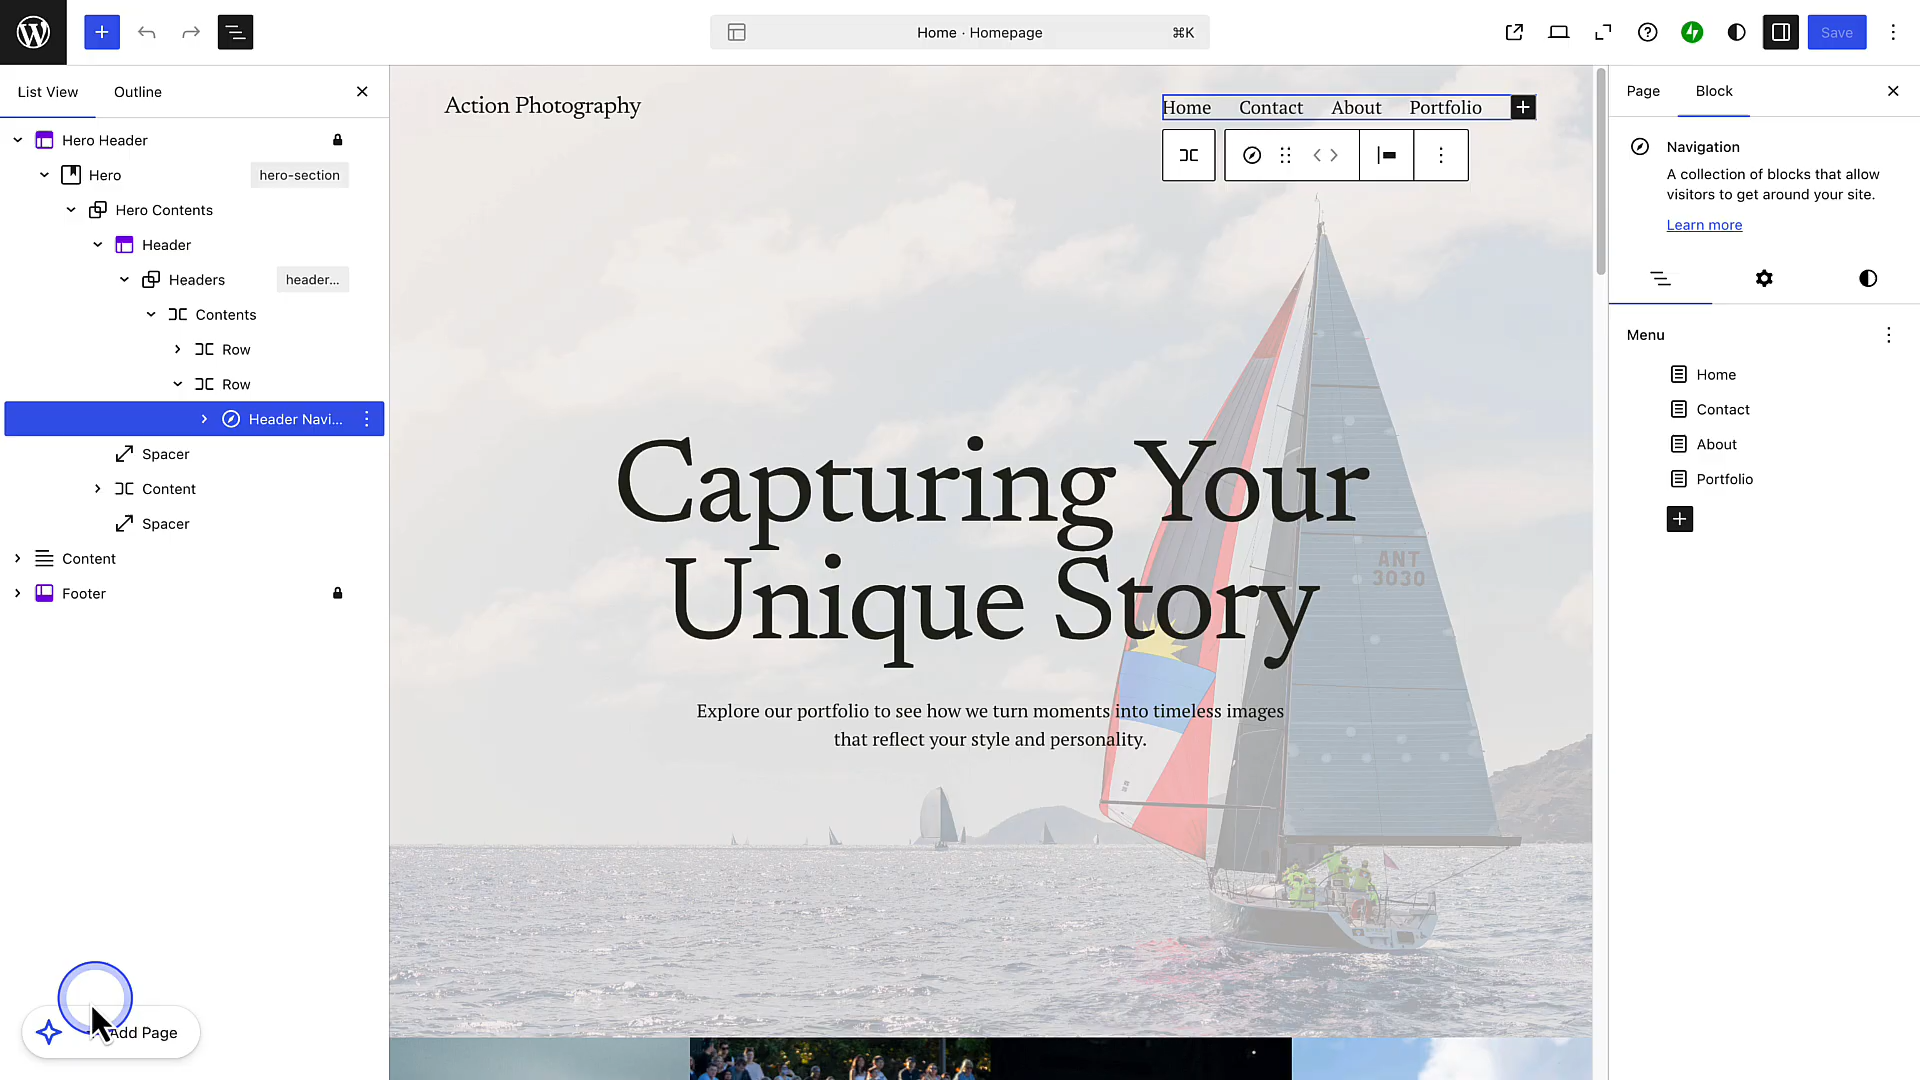 Home · Homepage
⌘K
Save
List View
Outline
Hero Header
Hero
hero-section
Hero Contents
Header
Headers
header...
Contents
Row
Row
Header Navi...
Spacer
Content
Spacer
Content
Footer
Add Page
Action Photography
Home
Contact
About
Portfolio
Capturing Your
Unique Story
Explore our portfolio to see how we turn moments into timeless images
that reflect your style and personality.
ANT
3030
Page
Block
Navigation
A collection of blocks that allow
visitors to get around your site.
Learn more
Menu
Home
Contact
About
Portfolio